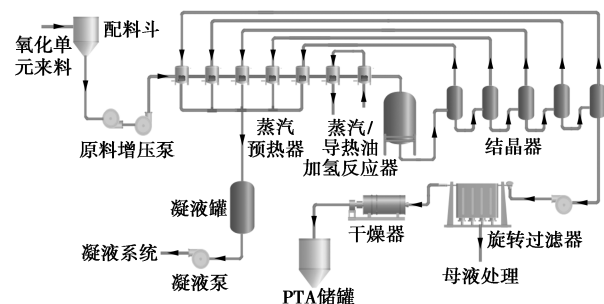 氧化单
元来料
配料斗
原料增压泵
蒸汽
预热器
蒸汽/
导热油
加氢反应器
结晶器
凝液罐
凝液系统
凝液泵
干燥器
PTA储罐
旋转过滤器
母液处理